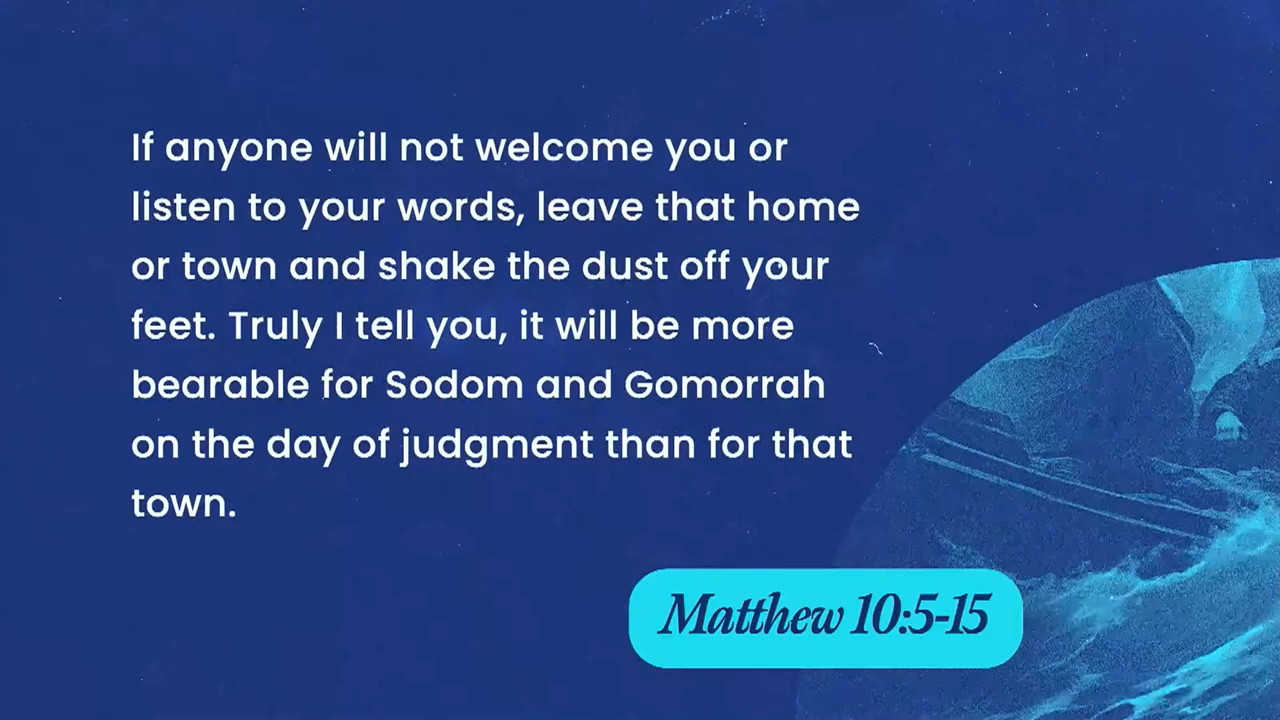 If anyone will not welcome you or
listen to your words, leave that home
or town and shake the dust off your
feet. Truly I tell you, it will be more
bearable for Sodom and Gomorrah
on the day of judgment than for that
town.
Matthew 10:5-15